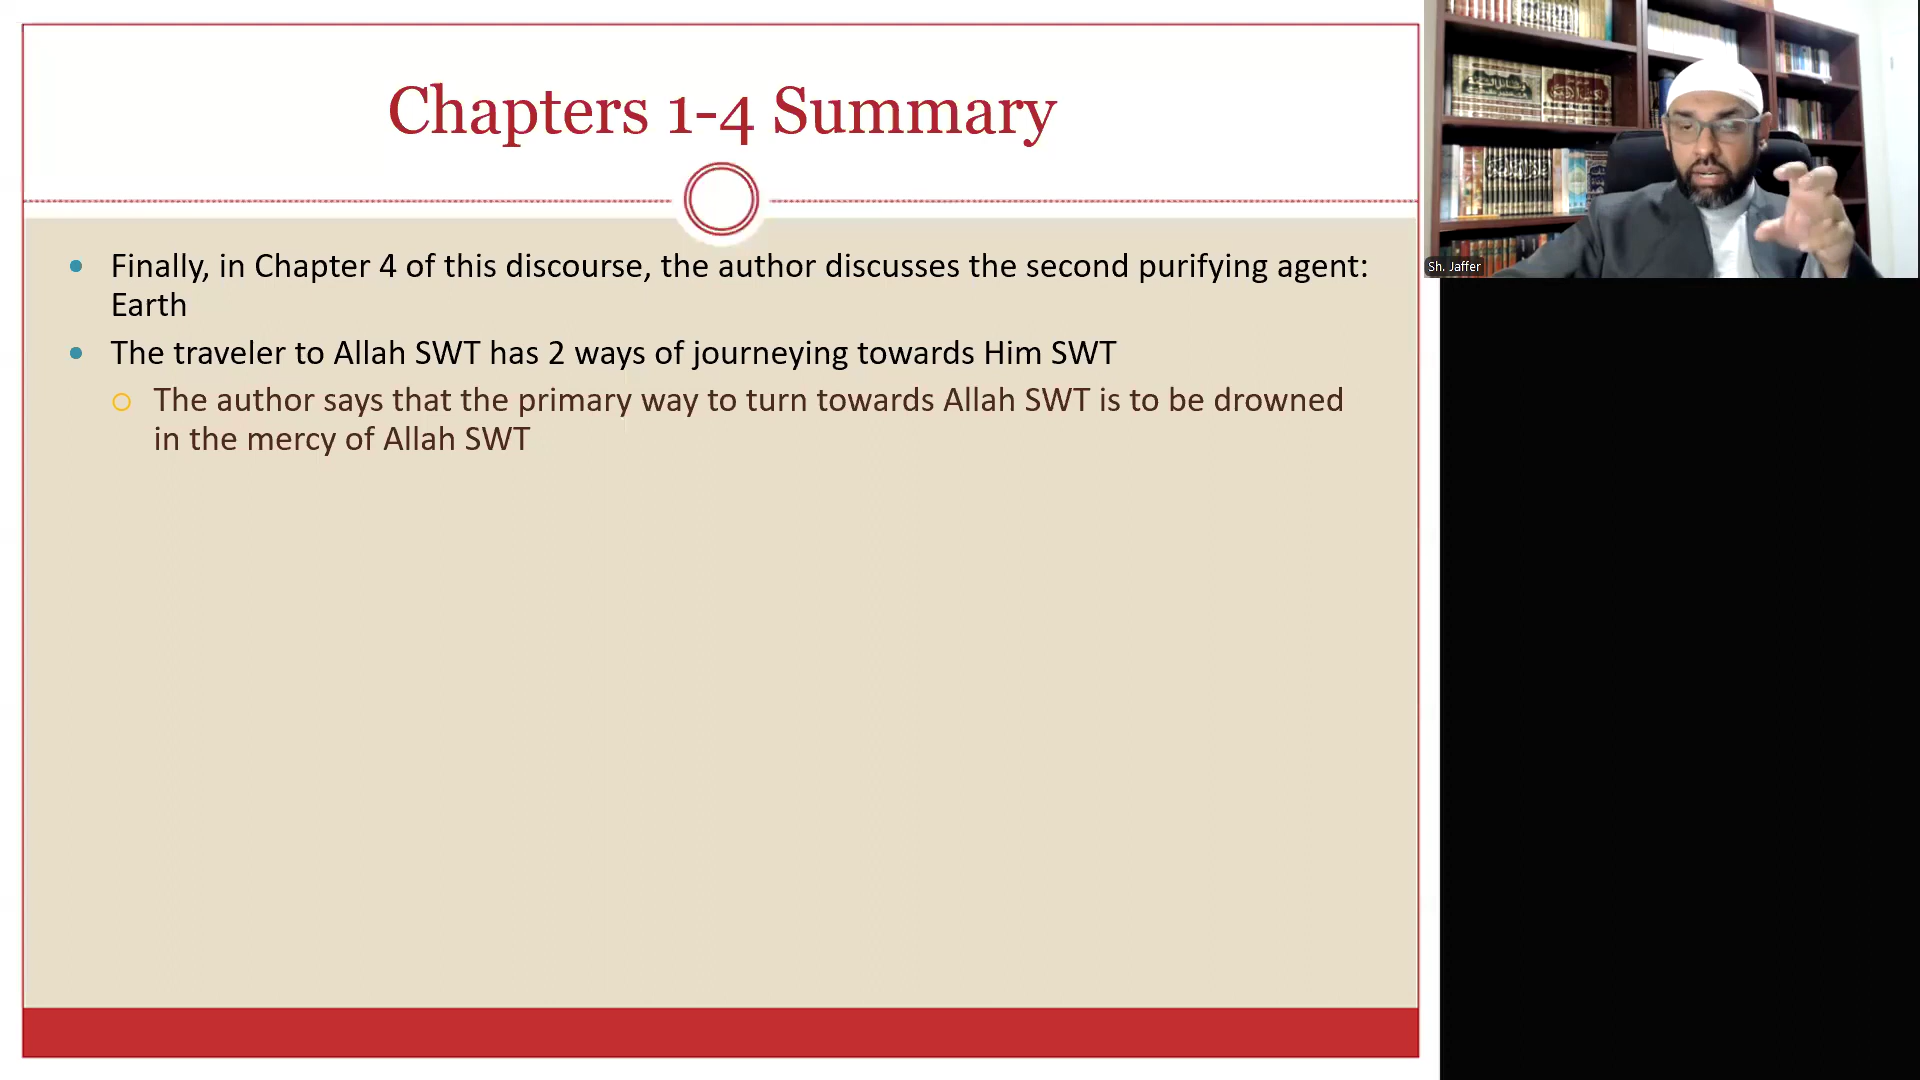 Chapters 1-4 Summary
Finally, in Chapter 4 of this discourse, the author discusses the second purifying agent:
Earth
The traveler to Allah SWT has 2 ways of journeying towards Him SWT
The author says that the primary way to turn towards Allah SWT is to be drowned
in the mercy of Allah SWT
Sh. Jaffer